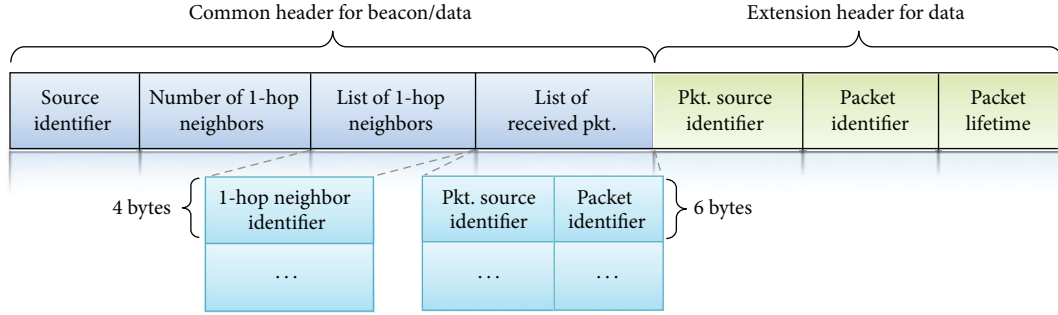 Common header for beacon/data
Extension header for data
Source
identifier
Number of 1-hop
neighbors
List of 1-hop
neighbors
List of
received pkt.
Pkt. source
identifier
Packet
identifier
Packet
lifetime
4 bytes
1-hop neighbor
identifier
...
Pkt. source
identifier
Packet
identifier
...
...
6 bytes